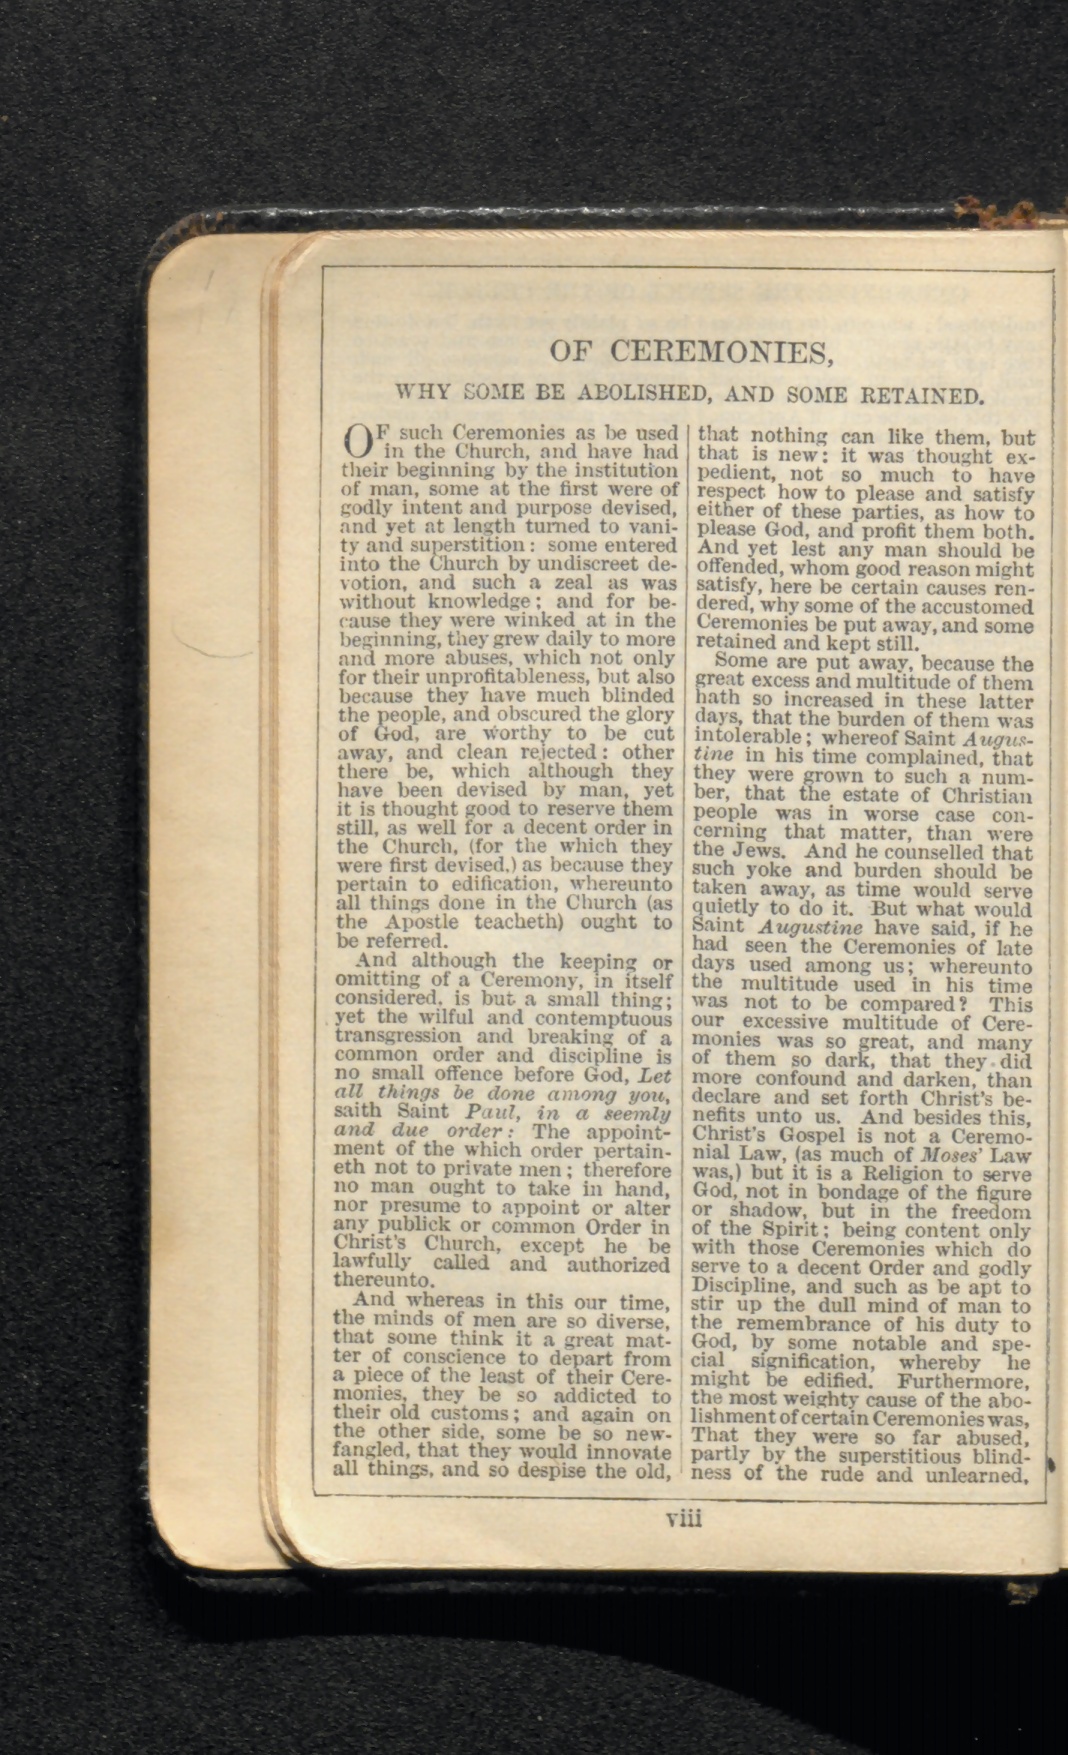 OF CEREMONIES,
WHY SOME BE ABOLISHED, AND SOME RETAINED.
OF such Ceremonies as be used
in the Church, and have had
their beginning by the institution
of man, some at the first were of
godly intent and purpose devised,
and yet at length turned to vani-
ty and superstition: some entered
into the Church by undiscreet de-
votion, and such a zeal as was
without knowledge; and for be-
cause they were winked at in the
beginning, they grew daily to more
and more abuses, which not only
for their unprofitableness, but also
because they have much blinded
the people, and obscured the glory
of God, are worthy to be cut
away, and clean rejected: other
there be, which although they
have been devised by man, yet
it is thought good to reserve them
still, as well for a decent order in
the Church, (for the which they
were first devised,) as because they
pertain to edification, whereunto
all things done in the Church (as
the Apostle teacheth) ought to
be referred.
And although the keeping or
omitting of a Ceremony, in itself
considered, is but a small thing;
yet the wilful and contemptuous
transgression and breaking of a
common order and discipline is
no small offence before God, Let
all things be done among you,
saith Saint Paul, in a seemly
and due order: The appoint-
ment of the which order pertain-
eth not to private men; therefore
no man ought to take in hand,
nor presume to appoint or alter
any publick or common Order in
Christ's Church, except he be
lawfully called and authorized
thereunto.
And whereas in this our time,
the minds of men are so diverse,
that some think it a great mat-
ter of conscience to depart from
a piece of the least of their Cere-
monies, they be so addicted to
their old customs; and again on
the other side, some be so new-
fangled, that they would innovate
all things, and so despise the old,
that nothing can like them, but
that is new: it was thought ex-
pedient, not so much to have
respect how to please and satisfy
either of these parties, as how to
please God, and profit them both.
And yet lest any man should be
offended, whom good reason might
satisfy, here be certain causes ren-
dered, why some of the accustomed
Ceremonies be put away, and some
retained and kept still.
Some are put away, because the
great excess and multitude of them
hath so increased in these latter
days, that the burden of them was
intolerable; whereof Saint Augus-
tine in his time complained, that
they were grown to such a num-
ber, that the estate of Christian
people was in worse case con-
cerning that matter, than were
the Jews. And he counselled that
such yoke and burden should be
taken away, as time would serve
quietly to do it. But what would
Saint Augustine have said, if he
had seen the Ceremonies of late
days used among us; whereunto
the multitude used in his time
was not to be compared? This
our excessive multitude of Cere-
monies was so great, and many
of them so dark, that they did
more confound and darken, than
declare and set forth Christ's be-
nefits unto us. And besides this,
Christ's Gospel is not a Ceremo-
nial Law, (as much of Moses' Law
was,) but it is a Religion to serve
God, not in bondage of the figure
or shadow, but in the freedom
of the Spirit; being content only
with those Ceremonies which do
serve to a decent Order and godly
Discipline, and such as be apt to
stir up the dull mind of man to
the remembrance of his duty to
God, by some notable and spe-
cial signification, whereby he
might be edified. Furthermore,
the most weighty cause of the abo-
lishment of certain Ceremonies was,
That they were so far abused,
partly by the superstitious blind-
ness of the rude and unlearned,
viii